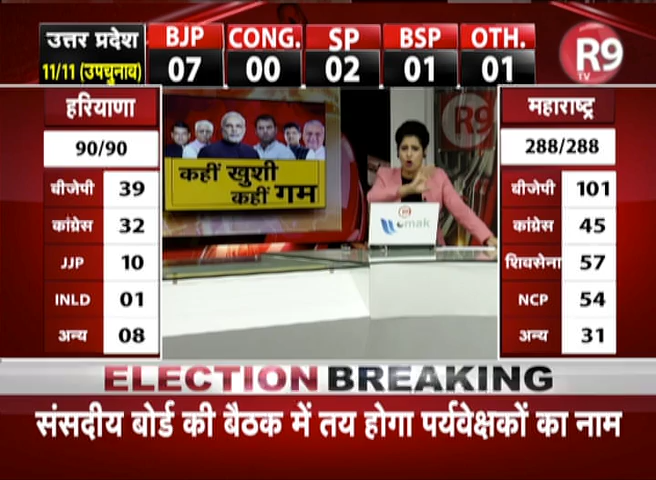 उत्तर प्रदेश
11/11 (उपचुनाव)
BJP
07
CONG.
00
SP
02
BSP
01
OTH.
01
R9
TV
हरियाणा
90/90
बीजेपी 39
कांग्रेस 32
JJP 10
INLD 01
अन्य 08
कहीं खुशी
कहीं गम
R9
R9
umak
महाराष्ट्र
288/288
बीजेपी 101
कांग्रेस 45
शिवसेना 57
NCP 54
अन्य 31
ELECTION BREAKING
संसदीय बोर्ड की बैठक में तय होगा पर्यवेक्षकों का नाम